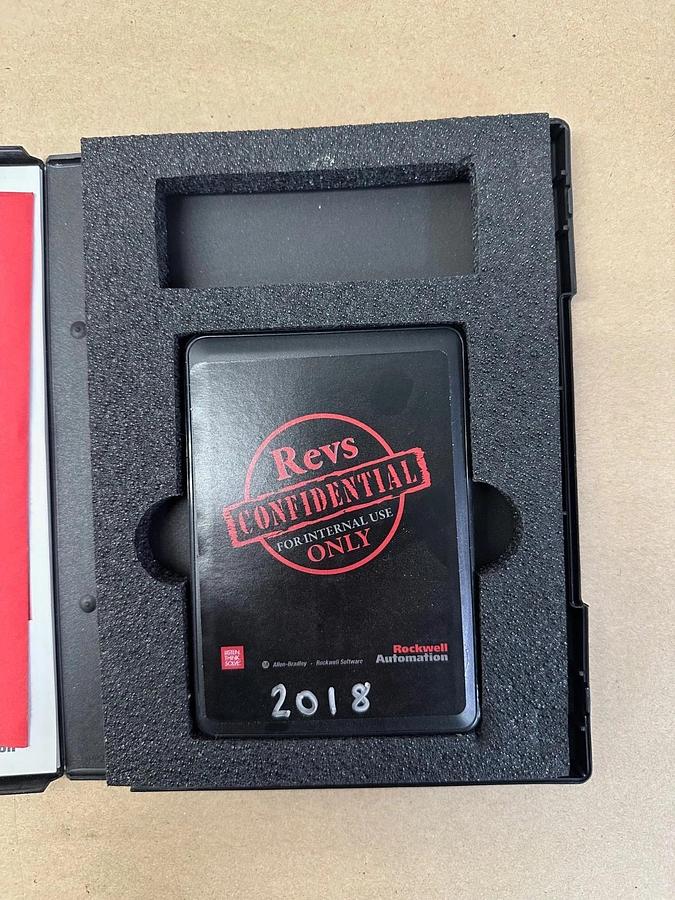 Revs
CONFIDENTIAL
FOR INTERNAL USE
ONLY
LISTEN.
THINK.
SOLVE.
Allen-Bradley • Rockwell Software
Rockwell
Automation
2018